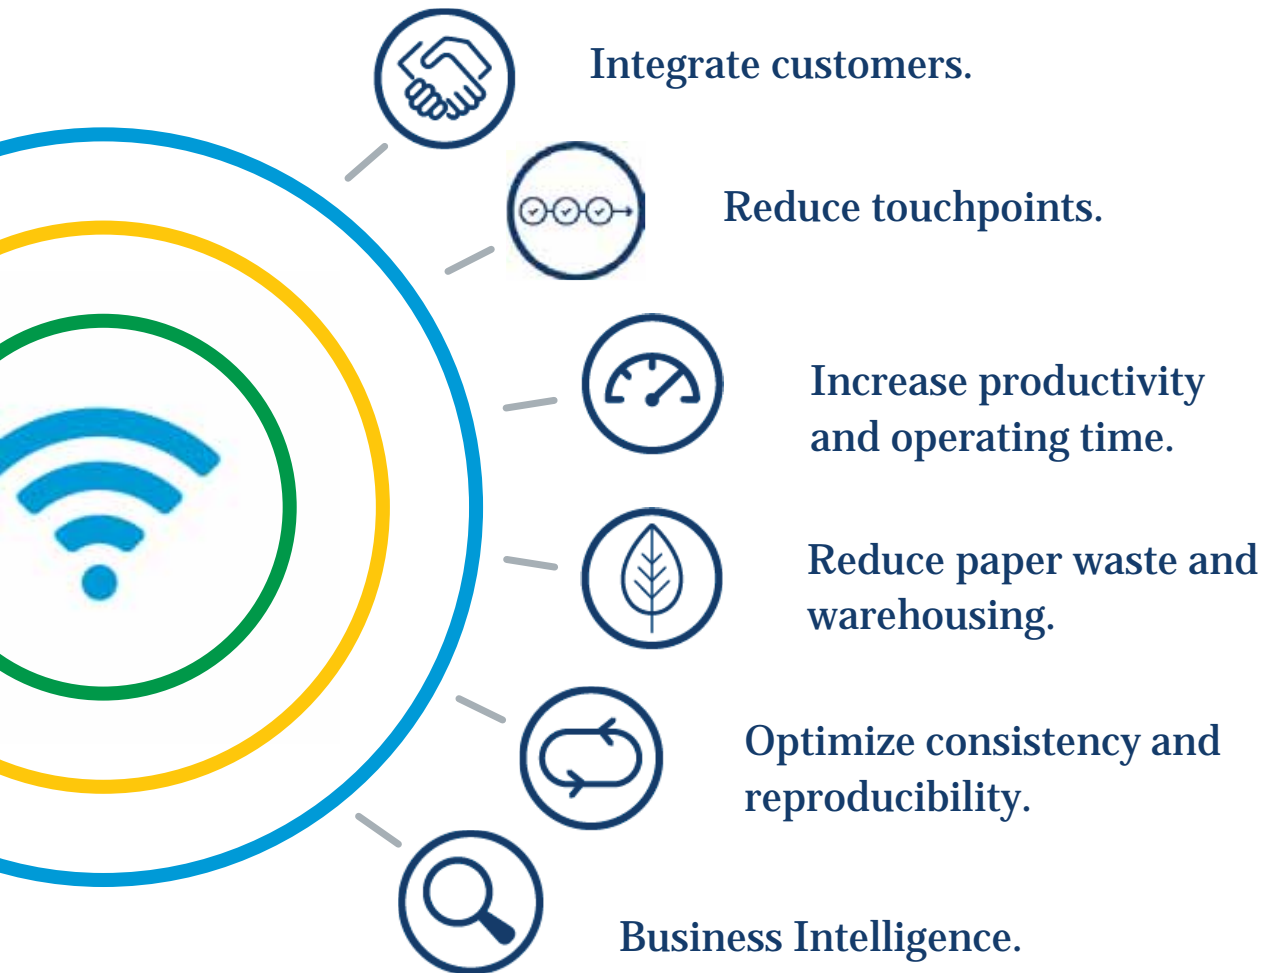 Integrate customers.
Reduce touchpoints.
Increase productivity
and operating time.
Reduce paper waste and
warehousing.
Optimize consistency and
reproducibility.
Business Intelligence.